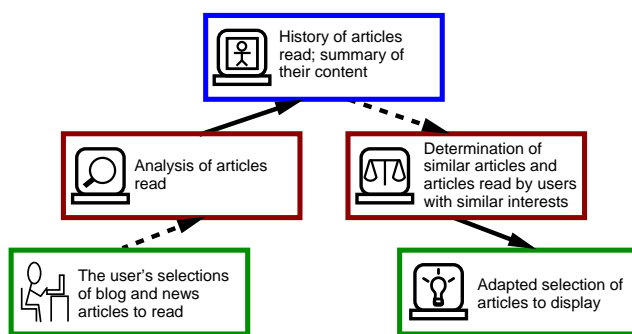 History of articles
read; summary of
their content
Analysis of articles
read
Determination of
similar articles and
articles read by users
with similar interests
The user's selections
of blog and news
articles to read
Adapted selection of
articles to display